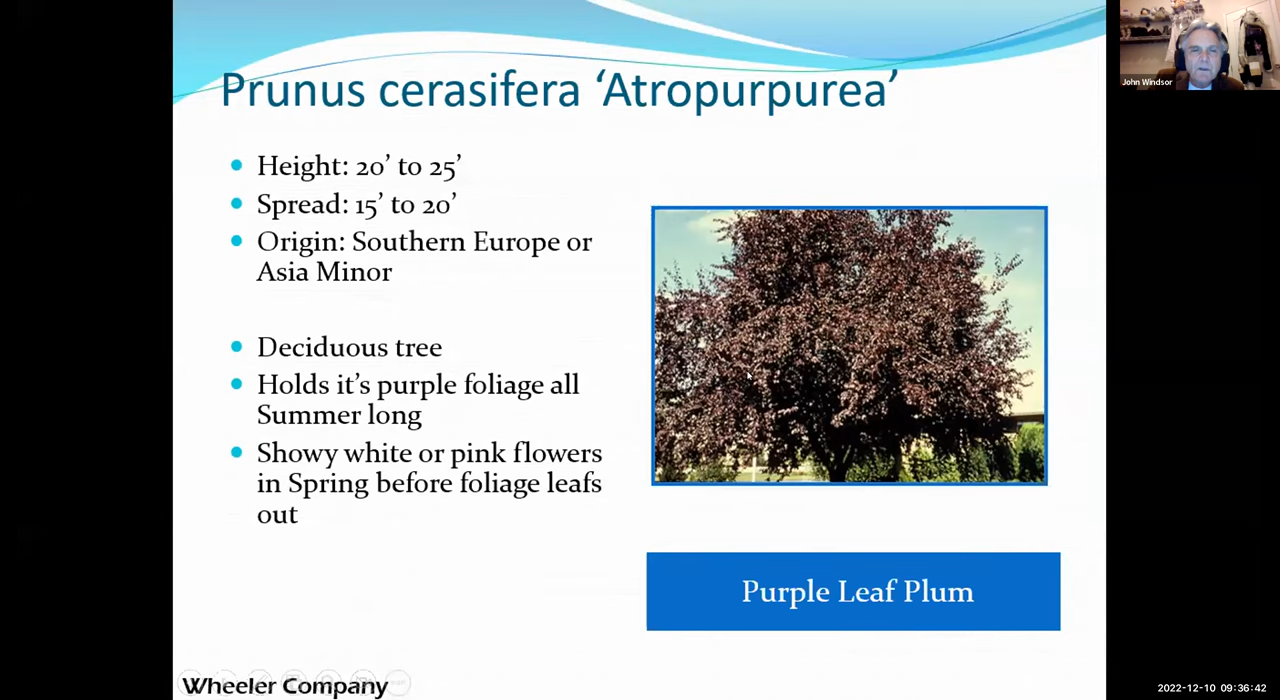 Prunus cerasifera ‘Atropurpurea’
John Windsor
Height: 20’ to 25’
Spread: 15’ to 20’
Origin: Southern Europe or
Asia Minor
Deciduous tree
Holds it’s purple foliage all
Summer long
Showy white or pink flowers
in Spring before foliage leafs
out
Purple Leaf Plum
Wheeler Company
2022-12-10 09:36:42